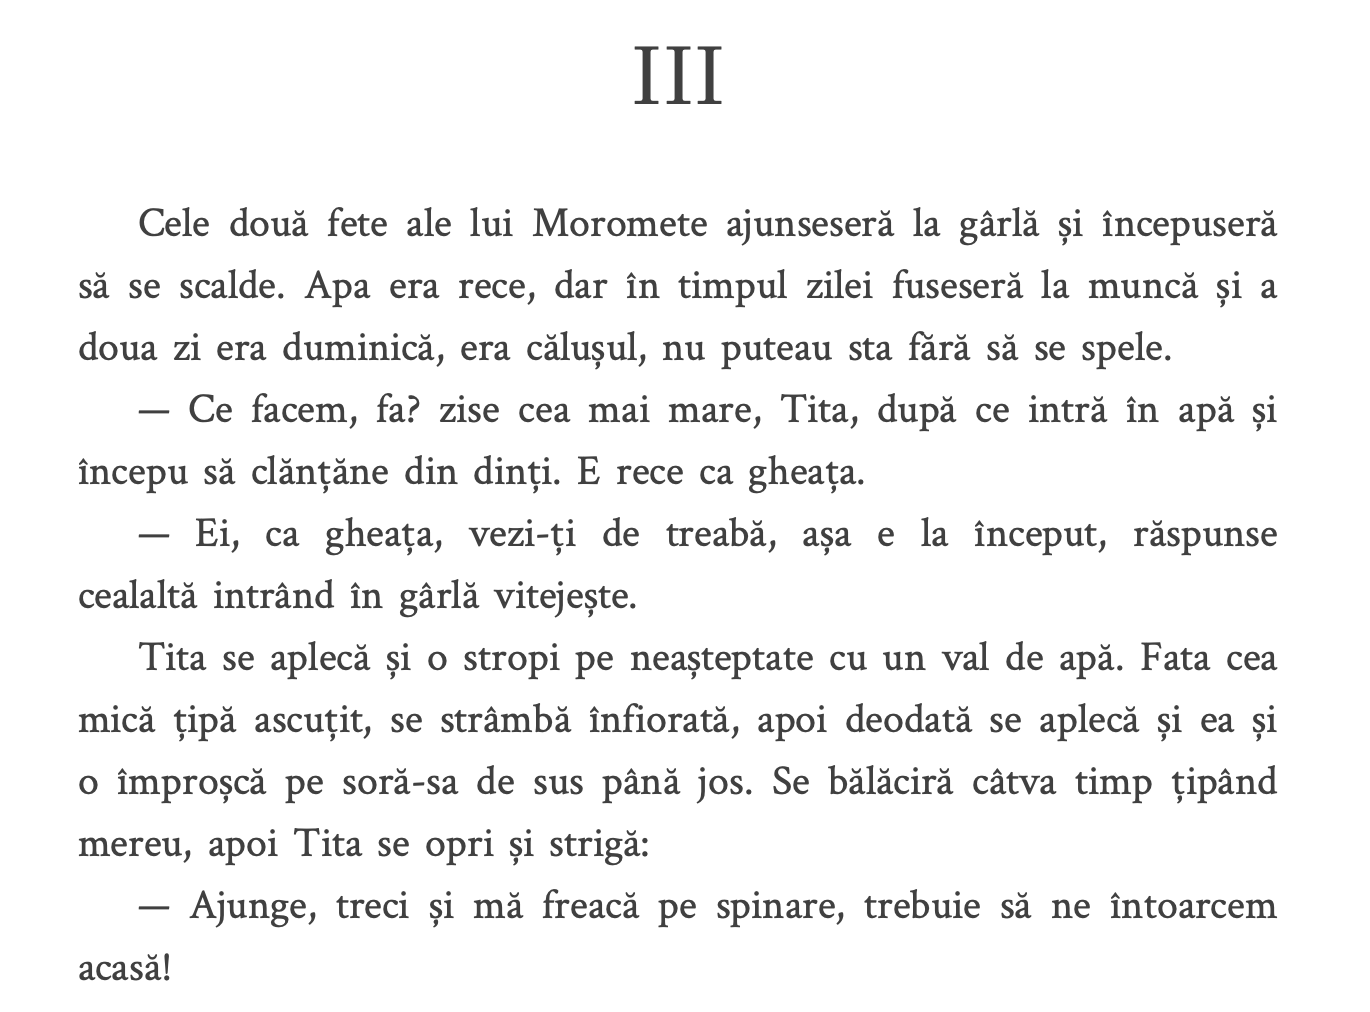 III
Cele două fete ale lui Moromete ajunseseră la gârlă și începuseră
să se scalde. Apa era rece, dar în timpul zilei fuseseră la muncă și a
doua zi era duminică, era călușul, nu puteau sta fără să se spele.
— Ce facem, fa? zise cea mai mare, Tita, după ce intră în apă și
începu să clănțăne din dinți. E rece ca gheața.
— Ei, ca gheața, vezi-ți de treabă, așa e la început, răspunse
cealaltă intrând în gârlă vitejește.
Tita se aplecă și o stropi pe neașteptate cu un val de apă. Fata cea
mică țipă ascuțit, se strâmbă înfiorată, apoi deodată se aplecă și ea și
o împroșcă pe soră-sa de sus până jos. Se bălăciră câtva timp țipând
mereu, apoi Tita se opri și strigă:
— Ajunge, treci și mă freacă pe spinare, trebuie să ne întoarcem
acasă!